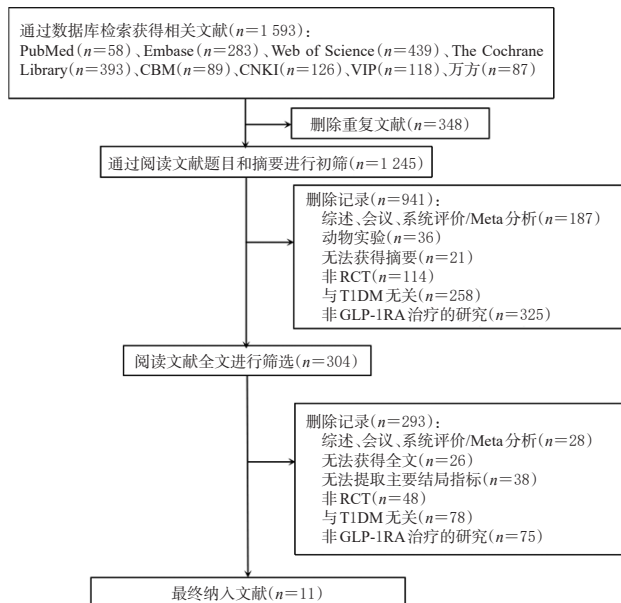 通过数据库检索获得相关文献(n=1 593)：
PubMed(58)、Embase(283)、Web of Science(439)、The Cochrane
Library(393)、CBM(89)、CNKI(126)、VIP(118)、万方(87)
删除重复文献(n=348)
通过阅读文献题目和摘要进行初筛(n=1 245)
删除记录(n=941)：
综述、会议、系统评价/Meta分析(n=187)
动物实验(n=36)
无法获得摘要(n=21)
非RCT(n=114)
与T1DM无关(n=258)
非GLP-1RA治疗的研究(n=325)
阅读文献全文进行筛选(n=304)
删除记录(n=293)：
综述、会议、系统评价/Meta分析(n=28)
无法获得全文(n=26)
无法提取主要结局指标(n=38)
非RCT(n=48)
与T1DM无关(n=78)
非GLP-1RA治疗的研究(n=75)
最终纳入文献(n=11)